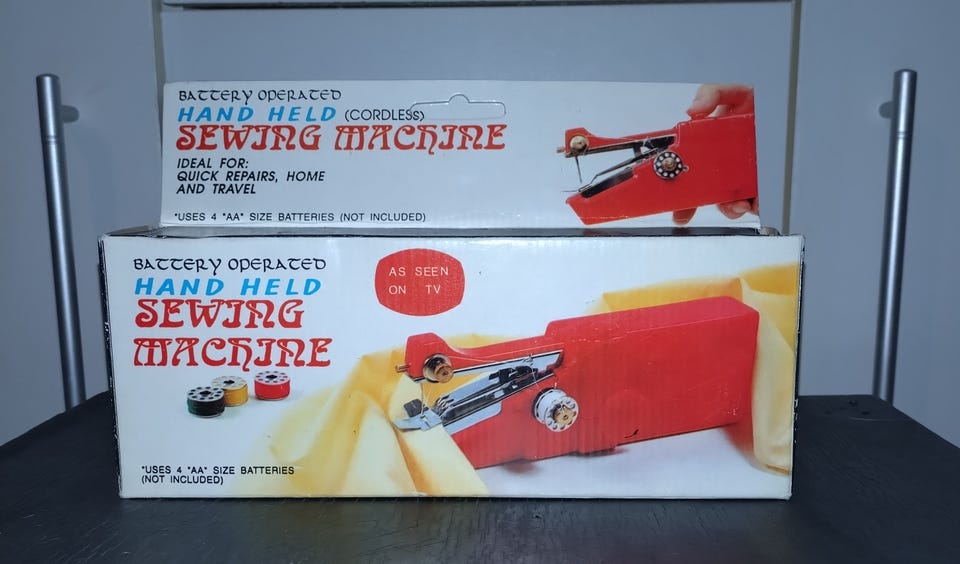 BATTERY OPERATED
HAND HELD (CORDLESS)
SEWING MACHINE
IDEAL FOR:
QUICK REPAIRS, HOME
AND TRAVEL
*USES 4 "AA" SIZE BATTERIES (NOT INCLUDED)
BATTERY OPERATED
HAND HELD
SEWING
MACHINE
AS SEEN
ON TV
*USES 4 "AA" SIZE BATTERIES
(NOT INCLUDED)